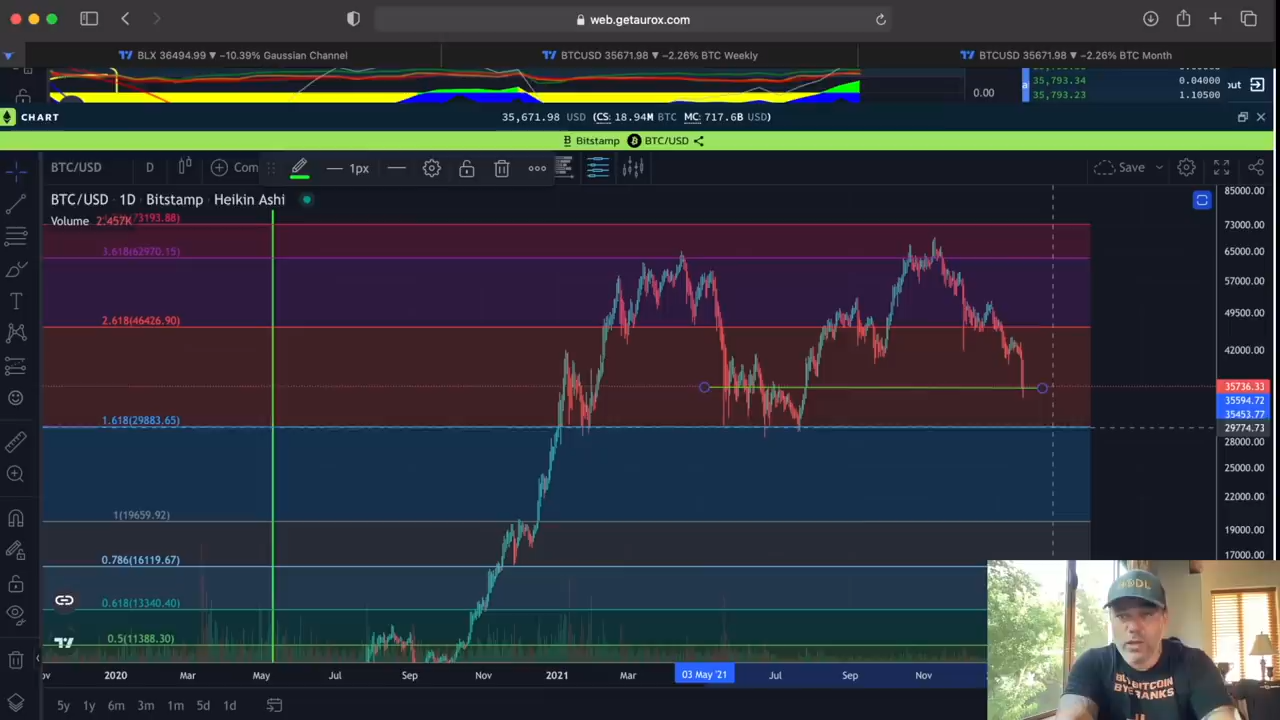 web.getaurox.com
BLX 36494.99 ▼ −10.39% Gaussian Channel
BTCUSD 35671.98 ▼ −2.26% BTC Weekly
BTCUSD 35671.98 ▼ −2.26% BTC Month
0.00
35,793.34 0.04000
35,793.23 1.10500
out
CHART
35,671.98 USD (CS: 18.94M BTC MC: 717.6B USD)
Bitstamp BTC/USD
BTC/USD D Com 1px Save
BTC/USD · 1D · Bitstamp · Heikin Ashi
Volume 2.457K
73193.88)
3.618(62970.15)
2.618(46426.90)
1.618(29883.65)
1(19659.92)
0.786(16119.67)
0.618(13340.40)
0.5(11388.30)
85000.00
73000.00
65000.00
57000.00
49500.00
42000.00
35736.33
35594.72
35453.77
29774.73
28000.00
25000.00
22000.00
19000.00
17000.00
HODL
BITCOIN
BYE BANKS
2020 Mar May Jul Sep Nov 2021 Mar 03 May '21 Jul Sep Nov
5y 1y 6m 3m 1m 5d 1d